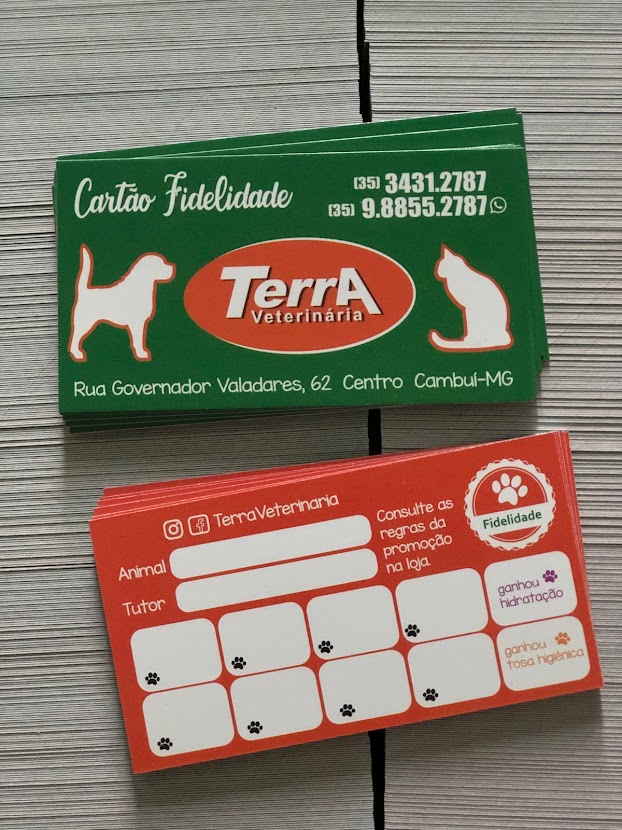 Cartão Fidelidade
(35) 3431.2787
(35) 9.8855.2787
TerrA
Veterinária
Rua Governador Valadares, 62 Centro Cambuí-MG
TerraVeterinaria
Animal
Tutor
Consulte as
regras da
promoção
na loja.
Fidelidade
ganhou
hidratação
ganhou
tosa higiênica